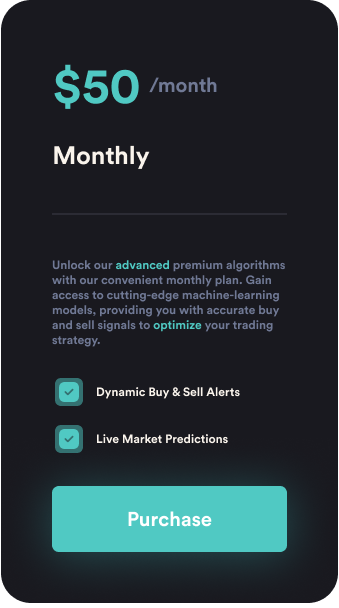 $50 /month
Monthly
Unlock our advanced premium algorithms
with our convenient monthly plan. Gain
access to cutting-edge machine-learning
models, providing you with accurate buy
and sell signals to optimize your trading
strategy.
Dynamic Buy & Sell Alerts
Live Market Predictions
Purchase